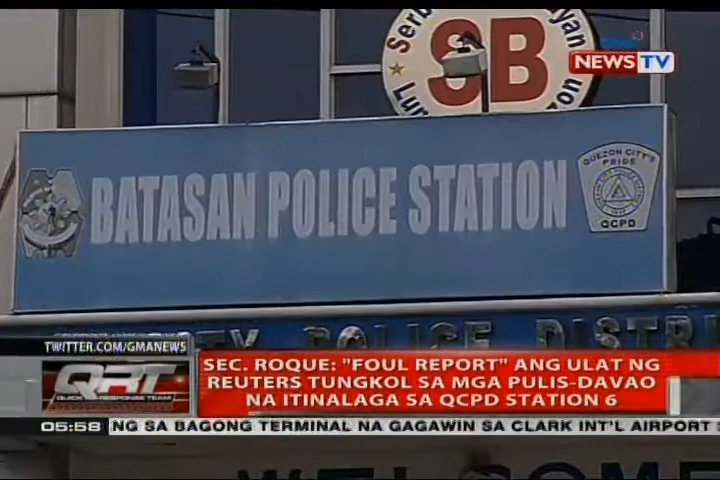 SB
NEWSTV
BATASAN POLICE STATION
QUEZON CITY'S
PRIDE
QCPD
TWITTER.COM/GMANEWS
QRT
QUICK RESPONSE TEAM
SEC. ROQUE: "FOUL REPORT" ANG ULAT NG
REUTERS TUNGKOL SA MGA PULIS-DAVAO
NA ITINALAGA SA QCPD STATION 6
05:58 NG SA BAGONG TERMINAL NA GAGAWIN SA CLARK INT'L AIRPORT